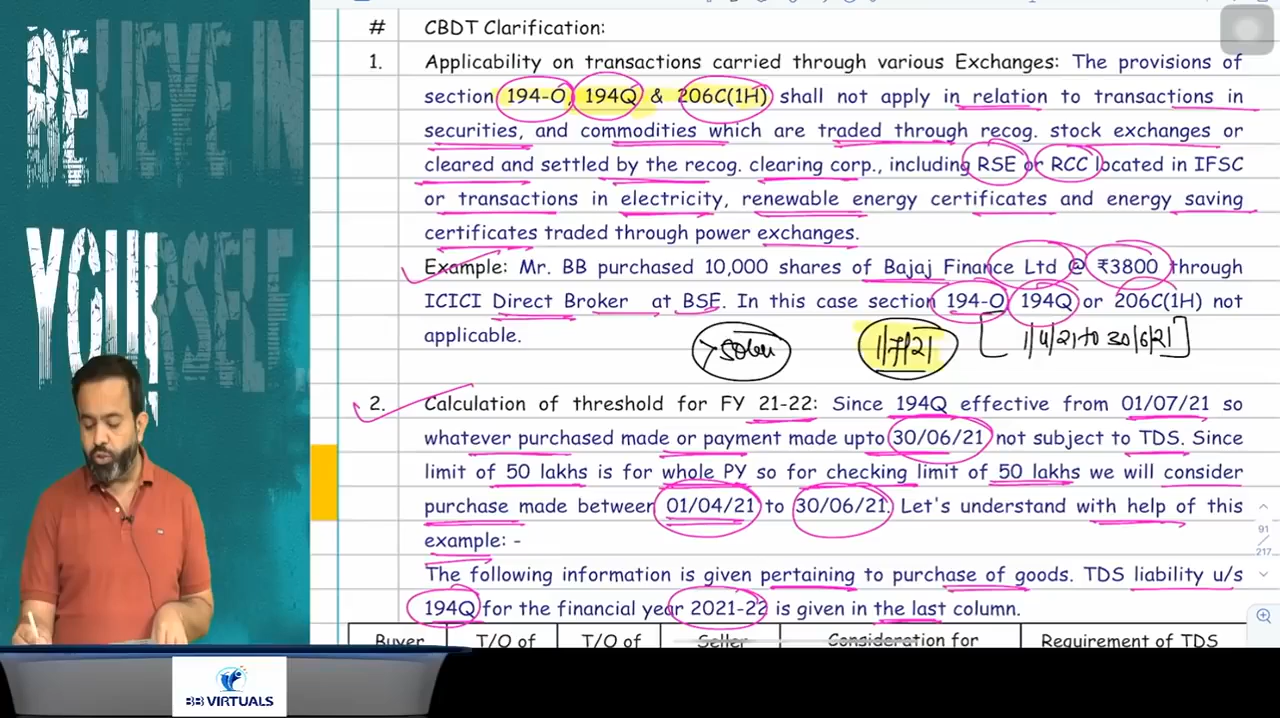 BELIEVE IN
YOURSELF
# CBDT Clarification:
1. Applicability on transactions carried through various Exchanges: The provisions of
section 194-O, 194Q & 206C(1H) shall not apply in relation to transactions in
securities, and commodities which are traded through recog. stock exchanges or
cleared and settled by the recog. clearing corp., including RSE or RCC located in IFSC
or transactions in electricity, renewable energy certificates and energy saving
certificates traded through power exchanges.
Example: Mr. BB purchased 10,000 shares of Bajaj Finance Ltd @ ₹3800 through
ICICI Direct Broker at BSE. In this case section 194-O 194Q or 206C(1H) not
applicable.
1/7/21 1/4/21 to 30/6/21
2. Calculation of threshold for FY 21-22: Since 194Q effective from 01/07/21 so
whatever purchased made or payment made upto 30/06/21 not subject to TDS. Since
limit of 50 lakhs is for whole PY so for checking limit of 50 lakhs we will consider
purchase made between 01/04/21 to 30/06/21. Let's understand with help of this
example: -
The following information is given pertaining to purchase of goods. TDS liability u/s
194Q for the financial year 2021-22 is given in the last column.
Buyer T/O of T/O of Seller Consideration for Requirement of TDS
91
217
BB VIRTUALS